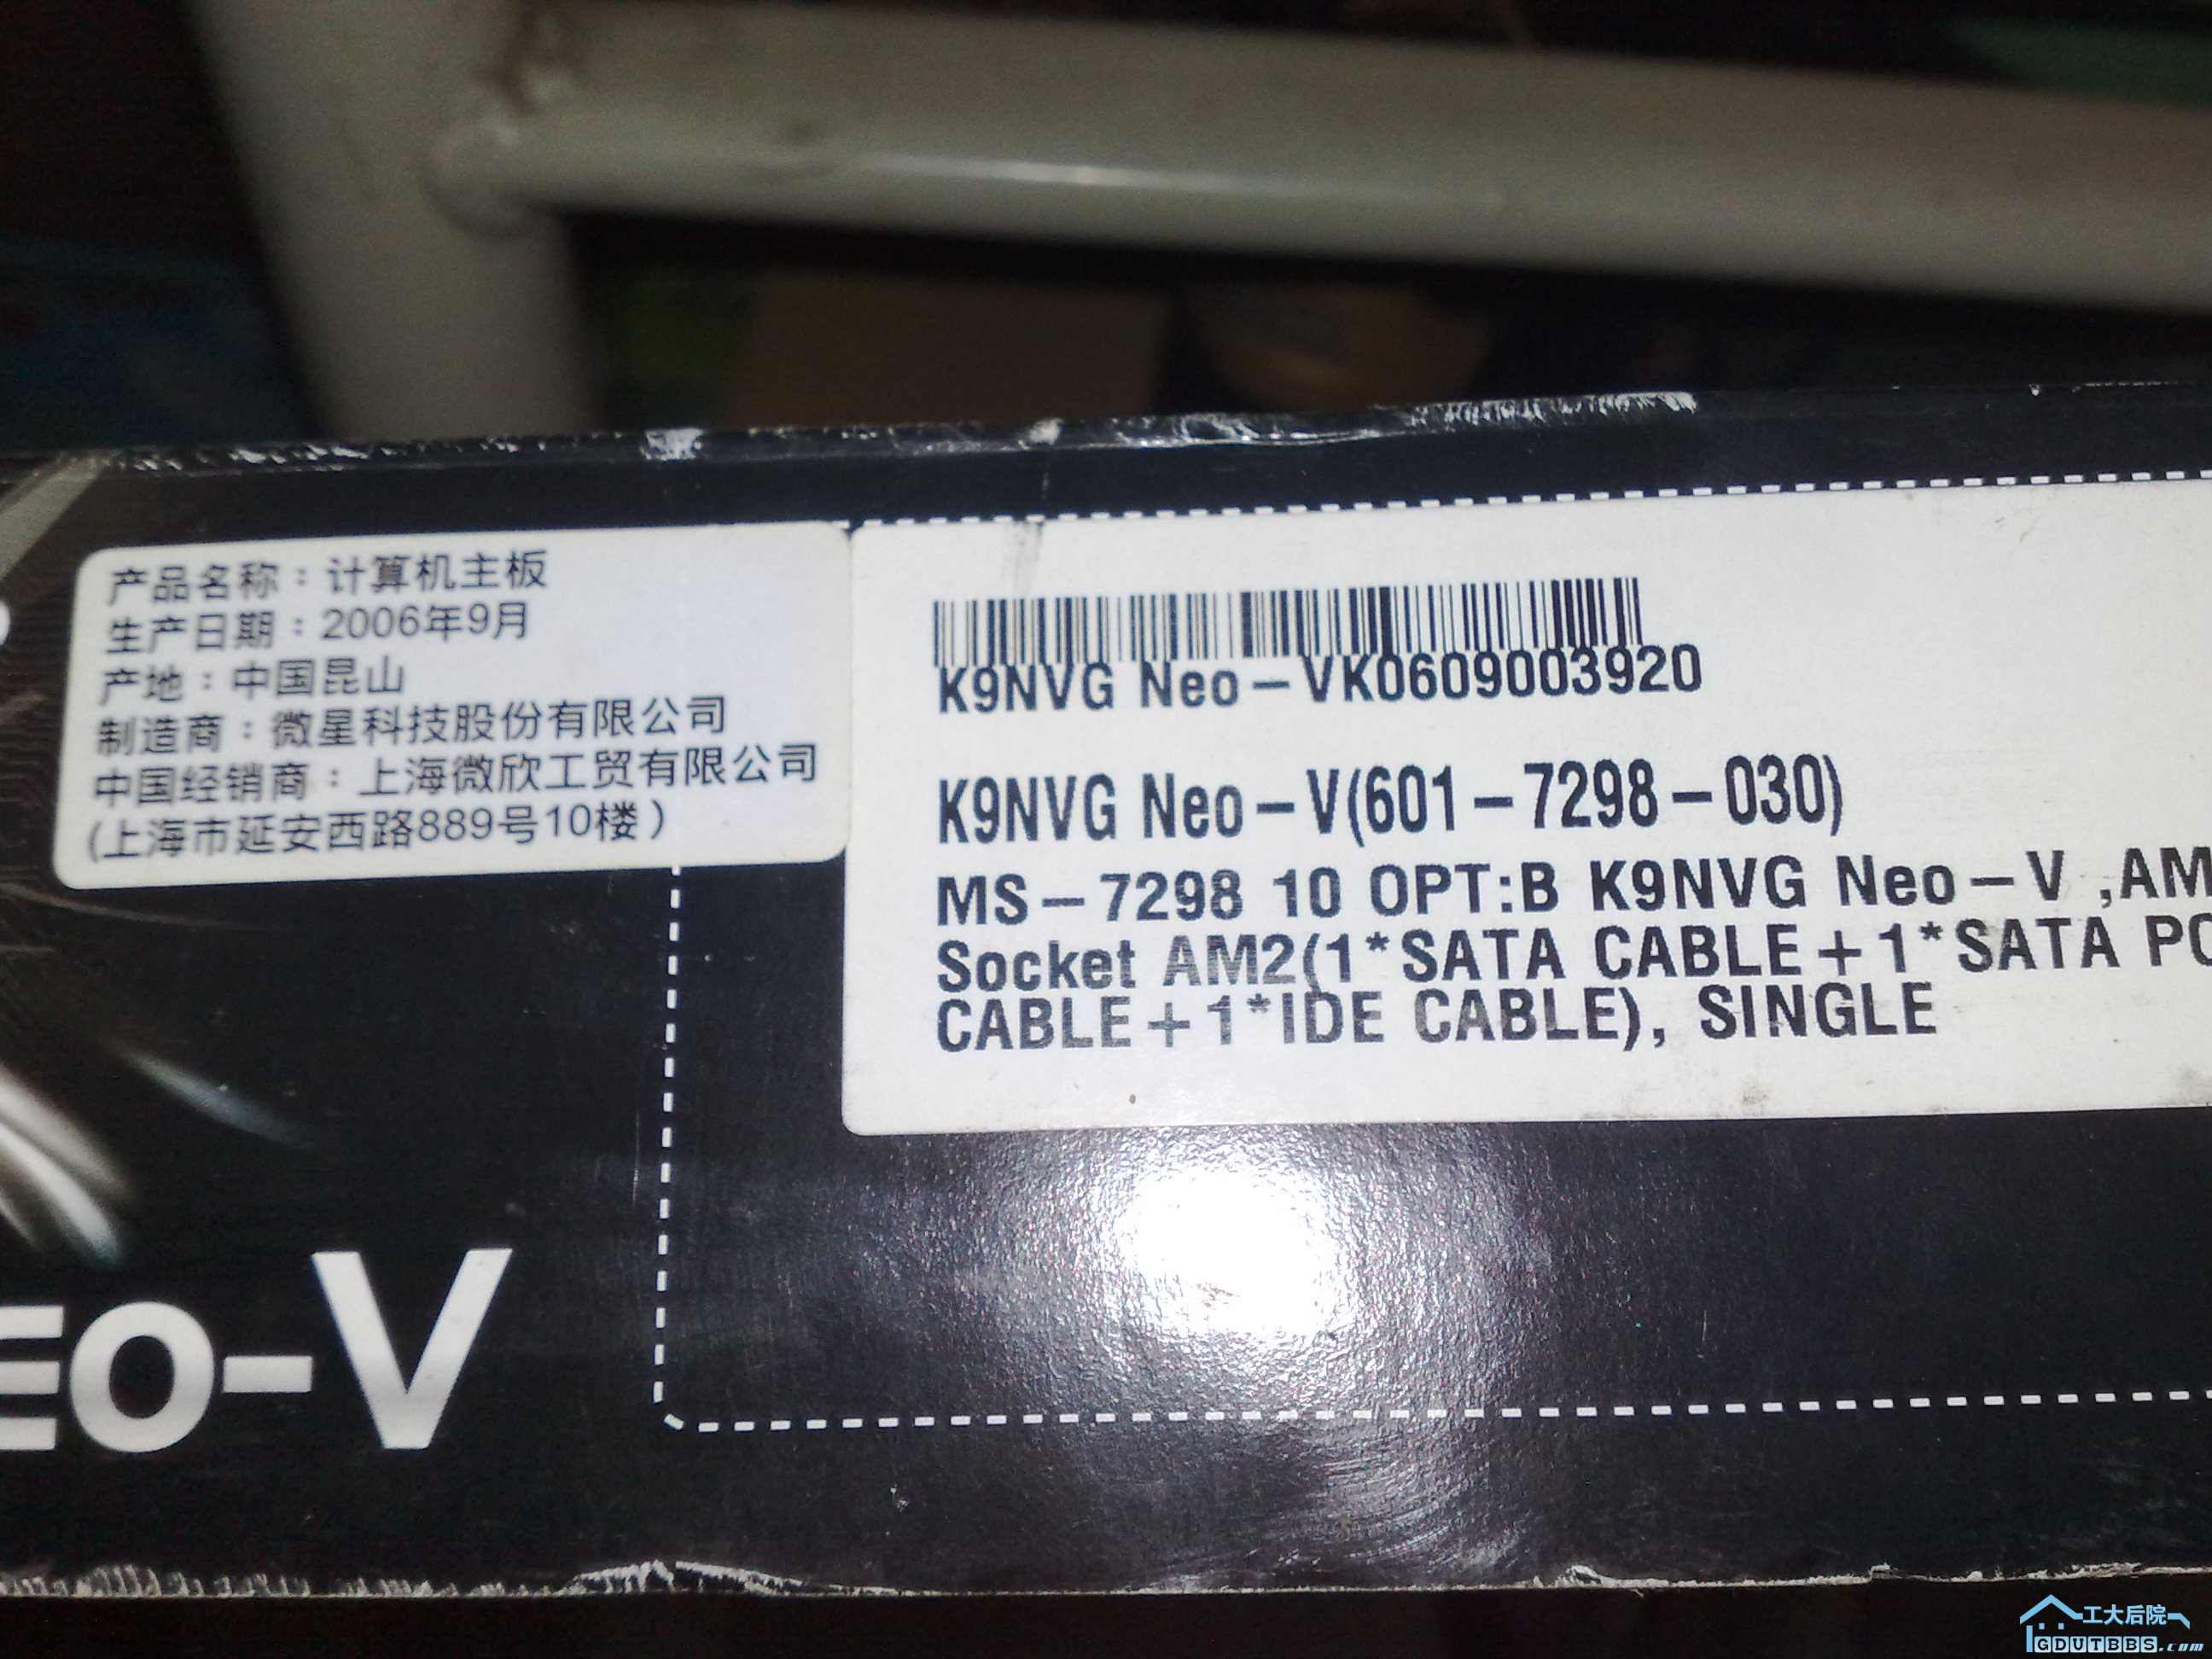 产品名称：计算机主板
生产日期：2006年9月
产地：中国昆山
制造商：微星科技股份有限公司
中国经销商：上海微欣工贸有限公司
(上海市延安西路889号10楼）
K9NVG Neo-VK0609003920
K9NVG Neo-V(601-7298-030)
MS-7298 10 OPT:B K9NVG Neo-V ,AM
Socket AM2(1*SATA CABLE+1*SATA PO
CABLE+1*IDE CABLE), SINGLE
EO-V
工大后院
GDUTBBS.com